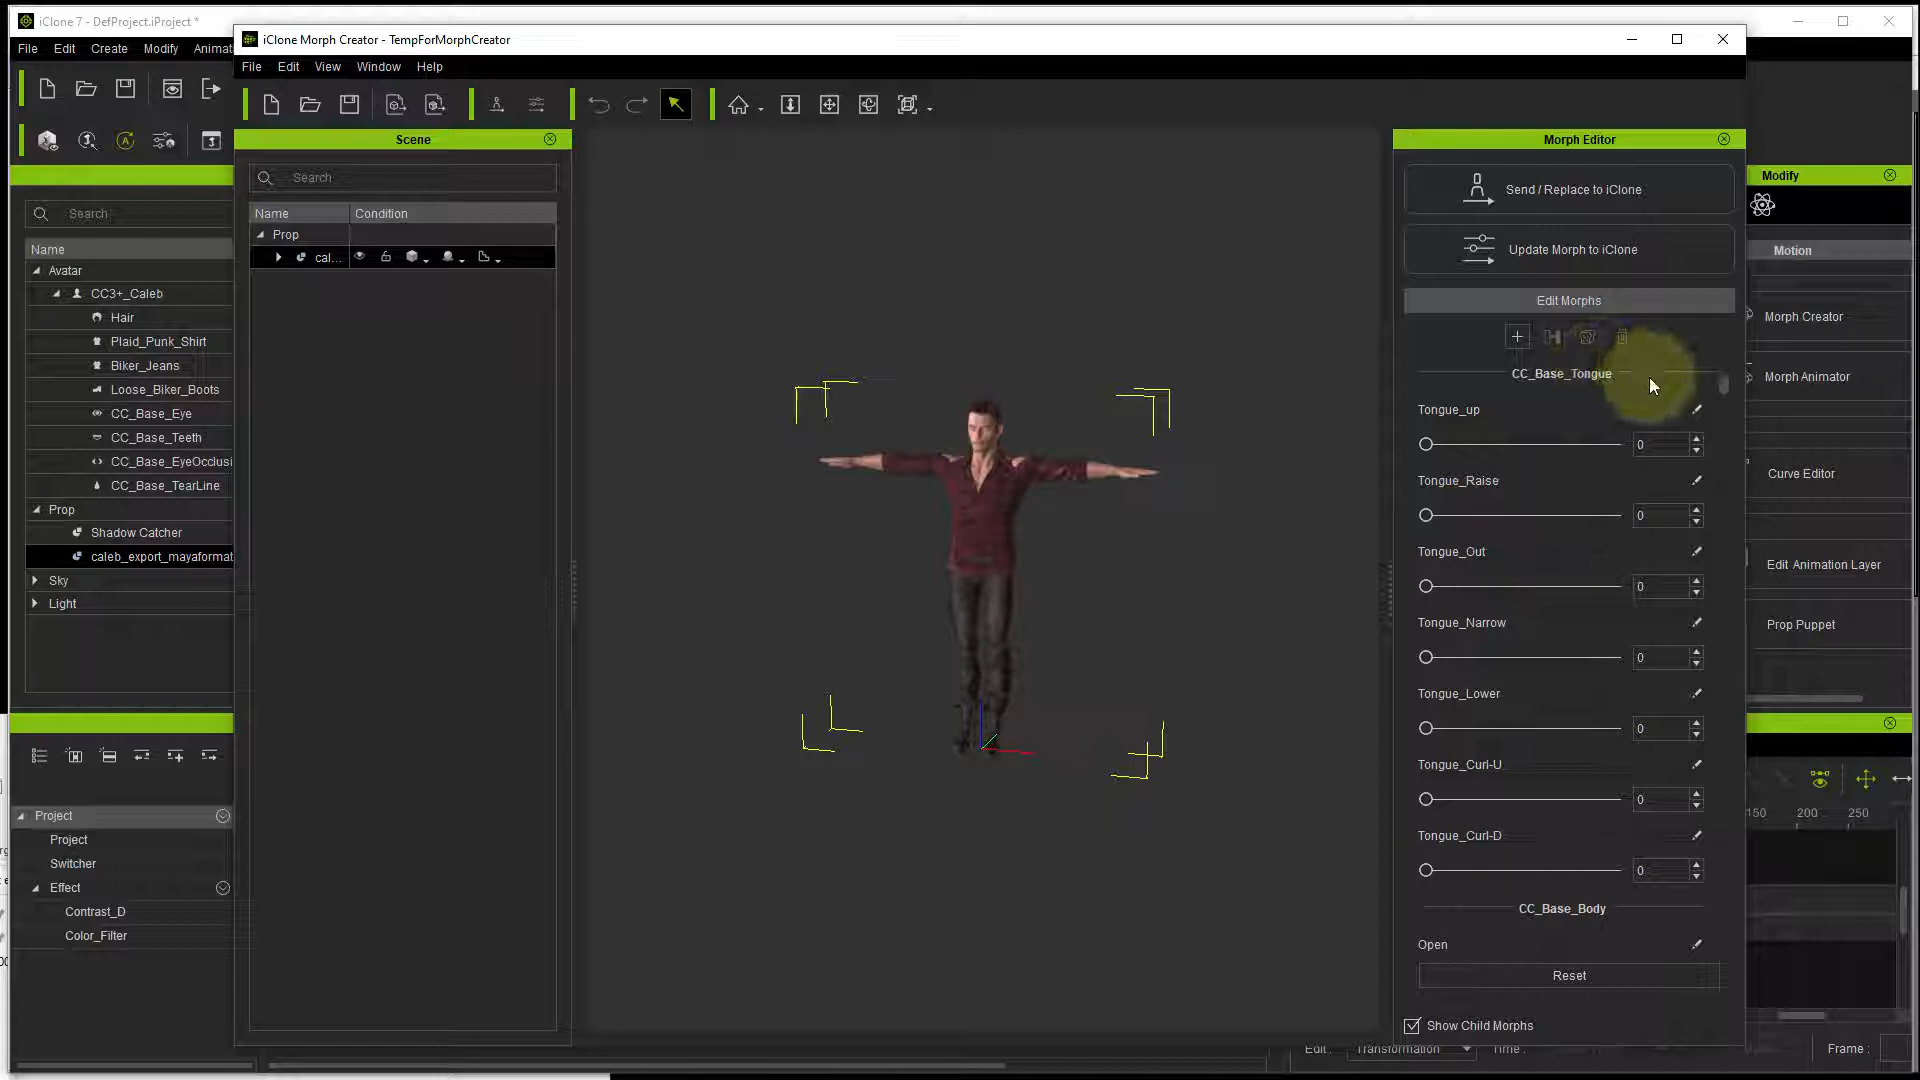 iClone 7 - DefProject.iProject *
File Edit Create Modify Animat
iClone Morph Creator - TempForMorphCreator
File Edit View Window Help
Search
Name
Avatar
CC3+_Caleb
Hair
Plaid_Punk_Shirt
Biker_Jeans
Loose_Biker_Boots
CC_Base_Eye
CC_Base_Teeth
CC_Base_EyeOcclusi
CC_Base_TearLine
Prop
Shadow Catcher
caleb_export_mayaformat
Sky
Light
Project
Project
Switcher
Effect
Contrast_D
Color_Filter
Scene
Search
Name Condition
Prop
cal...
Morph Editor
Send / Replace to iClone
Update Morph to iClone
Edit Morphs
CC_Base_Tongue
Tongue_up
0
Tongue_Raise
0
Tongue_Out
0
Tongue_Narrow
0
Tongue_Lower
0
Tongue_Curl-U
0
Tongue_Curl-D
0
CC_Base_Body
Open
Reset
Show Child Morphs
Modify
Motion
Morph Creator
Morph Animator
Curve Editor
Edit Animation Layer
Prop Puppet
150 200 250
Edit : Transformation Time : Frame :